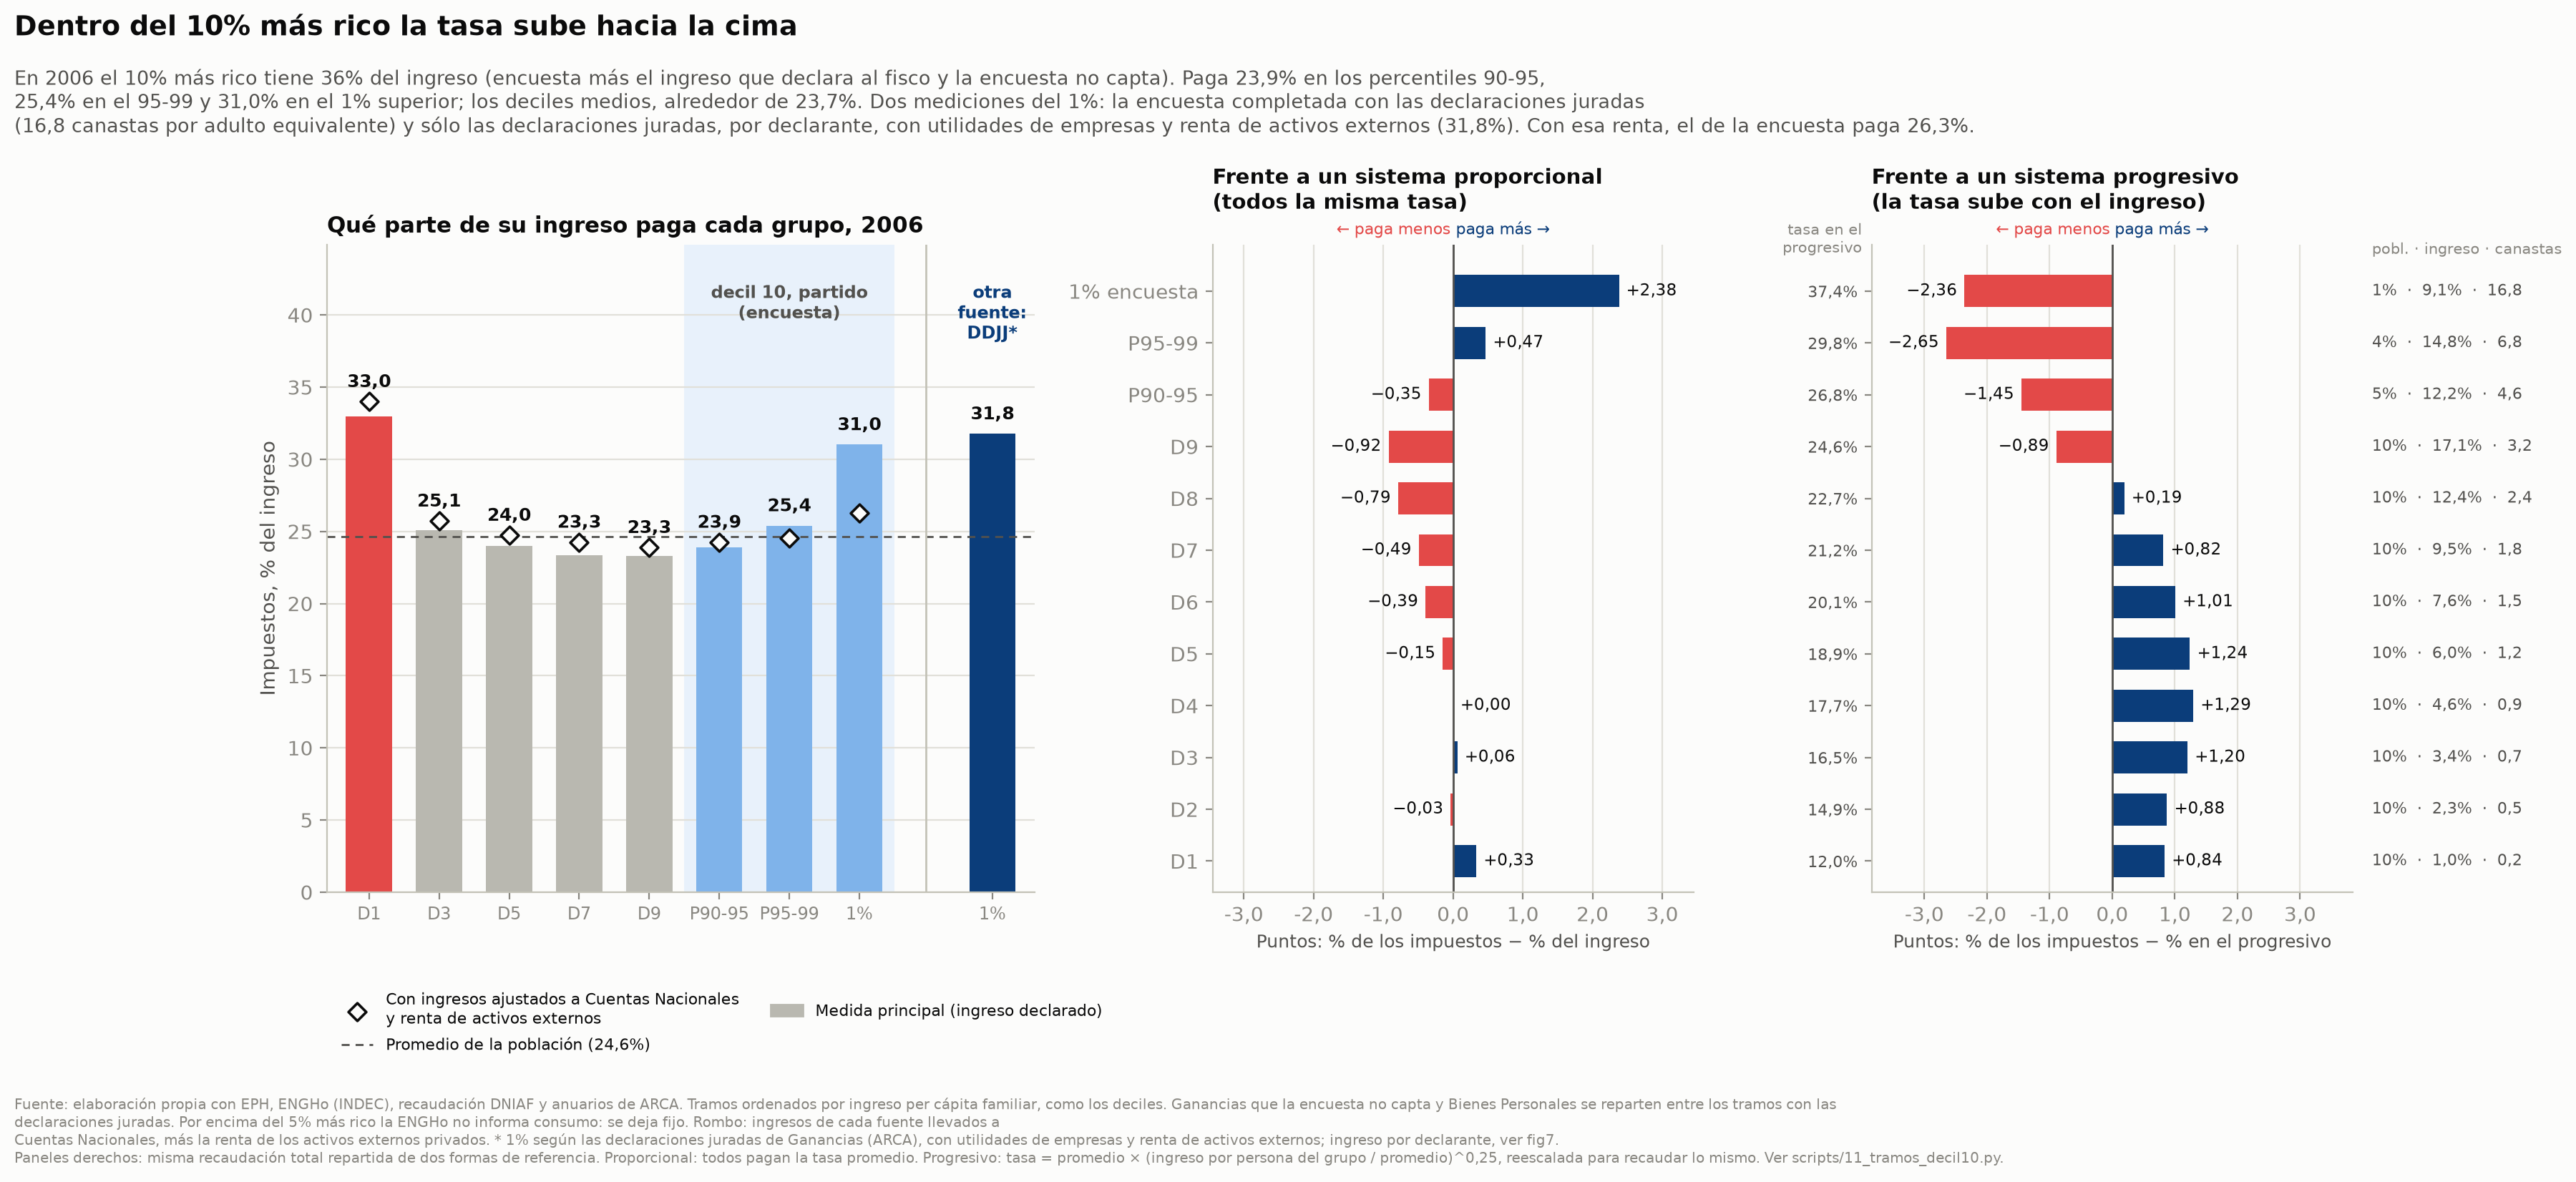 Dentro del 10% más rico la tasa sube hacia la cima
En 2006 el 10% más rico tiene 36% del ingreso (encuesta más el ingreso que declara al fisco y la encuesta no capta). Paga 23,9% en los percentiles 90-95,
25,4% en el 95-99 y 31,0% en el 1% superior; los deciles medios, alrededor de 23,7%. Dos mediciones del 1%: la encuesta completada con las declaraciones juradas
(16,8 canastas por adulto equivalente) y sólo las declaraciones juradas, por declarante, con utilidades de empresas y renta de activos externos (31,8%). Con esa renta, el de la encuesta paga 26,3%.
Qué parte de su ingreso paga cada grupo, 2006
decil 10, partido
(encuesta)
otra
fuente:
DDJJ*
Impuestos, % del ingreso
40
35
30
25
20
15
10
5
0
33,0
25,1
24,0
23,3
23,3
23,9
25,4
31,0
31,8
D1
D3
D5
D7
D9
P90-95
P95-99
1%
1%
Con ingresos ajustados a Cuentas Nacionales
y renta de activos externos
Promedio de la población (24,6%)
Medida principal (ingreso declarado)
Frente a un sistema proporcional
(todos la misma tasa)
← paga menos paga más →
1% encuesta +2,38
P95-99 +0,47
P90-95 −0,35
D9 −0,92
D8 −0,79
D7 −0,49
D6 −0,39
D5 −0,15
D4 +0,00
D3 +0,06
D2 −0,03
D1 +0,33
-3,0 -2,0 -1,0 0,0 1,0 2,0 3,0
Puntos: % de los impuestos − % del ingreso
Frente a un sistema progresivo
(la tasa sube con el ingreso)
← paga menos paga más →
tasa en el
progresivo
pobl. · ingreso · canastas
37,4% −2,36 1% · 9,1% · 16,8
29,8% −2,65 4% · 14,8% · 6,8
26,8% −1,45 5% · 12,2% · 4,6
24,6% −0,89 10% · 17,1% · 3,2
22,7% +0,19 10% · 12,4% · 2,4
21,2% +0,82 10% · 9,5% · 1,8
20,1% +1,01 10% · 7,6% · 1,5
18,9% +1,24 10% · 6,0% · 1,2
17,7% +1,29 10% · 4,6% · 0,9
16,5% +1,20 10% · 3,4% · 0,7
14,9% +0,88 10% · 2,3% · 0,5
12,0% +0,84 10% · 1,0% · 0,2
-3,0 -2,0 -1,0 0,0 1,0 2,0 3,0
Puntos: % de los impuestos − % en el progresivo
Fuente: elaboración propia con EPH, ENGHo (INDEC), recaudación DNIAF y anuarios de ARCA. Tramos ordenados por ingreso per cápita familiar, como los deciles. Ganancias que la encuesta no capta y Bienes Personales se reparten entre los tramos con las
declaraciones juradas. Por encima del 5% más rico la ENGHo no informa consumo: se deja fijo. Rombo: ingresos de cada fuente llevados a
Cuentas Nacionales, más la renta de los activos externos privados. * 1% según las declaraciones juradas de Ganancias (ARCA), con utilidades de empresas y renta de activos externos; ingreso por declarante, ver fig7.
Paneles derechos: misma recaudación total repartida de dos formas de referencia. Proporcional: todos pagan la tasa promedio. Progresivo: tasa = promedio × (ingreso por persona del grupo / promedio)^0,25, reescalada para recaudar lo mismo. Ver scripts/11_tramos_decil10.py.